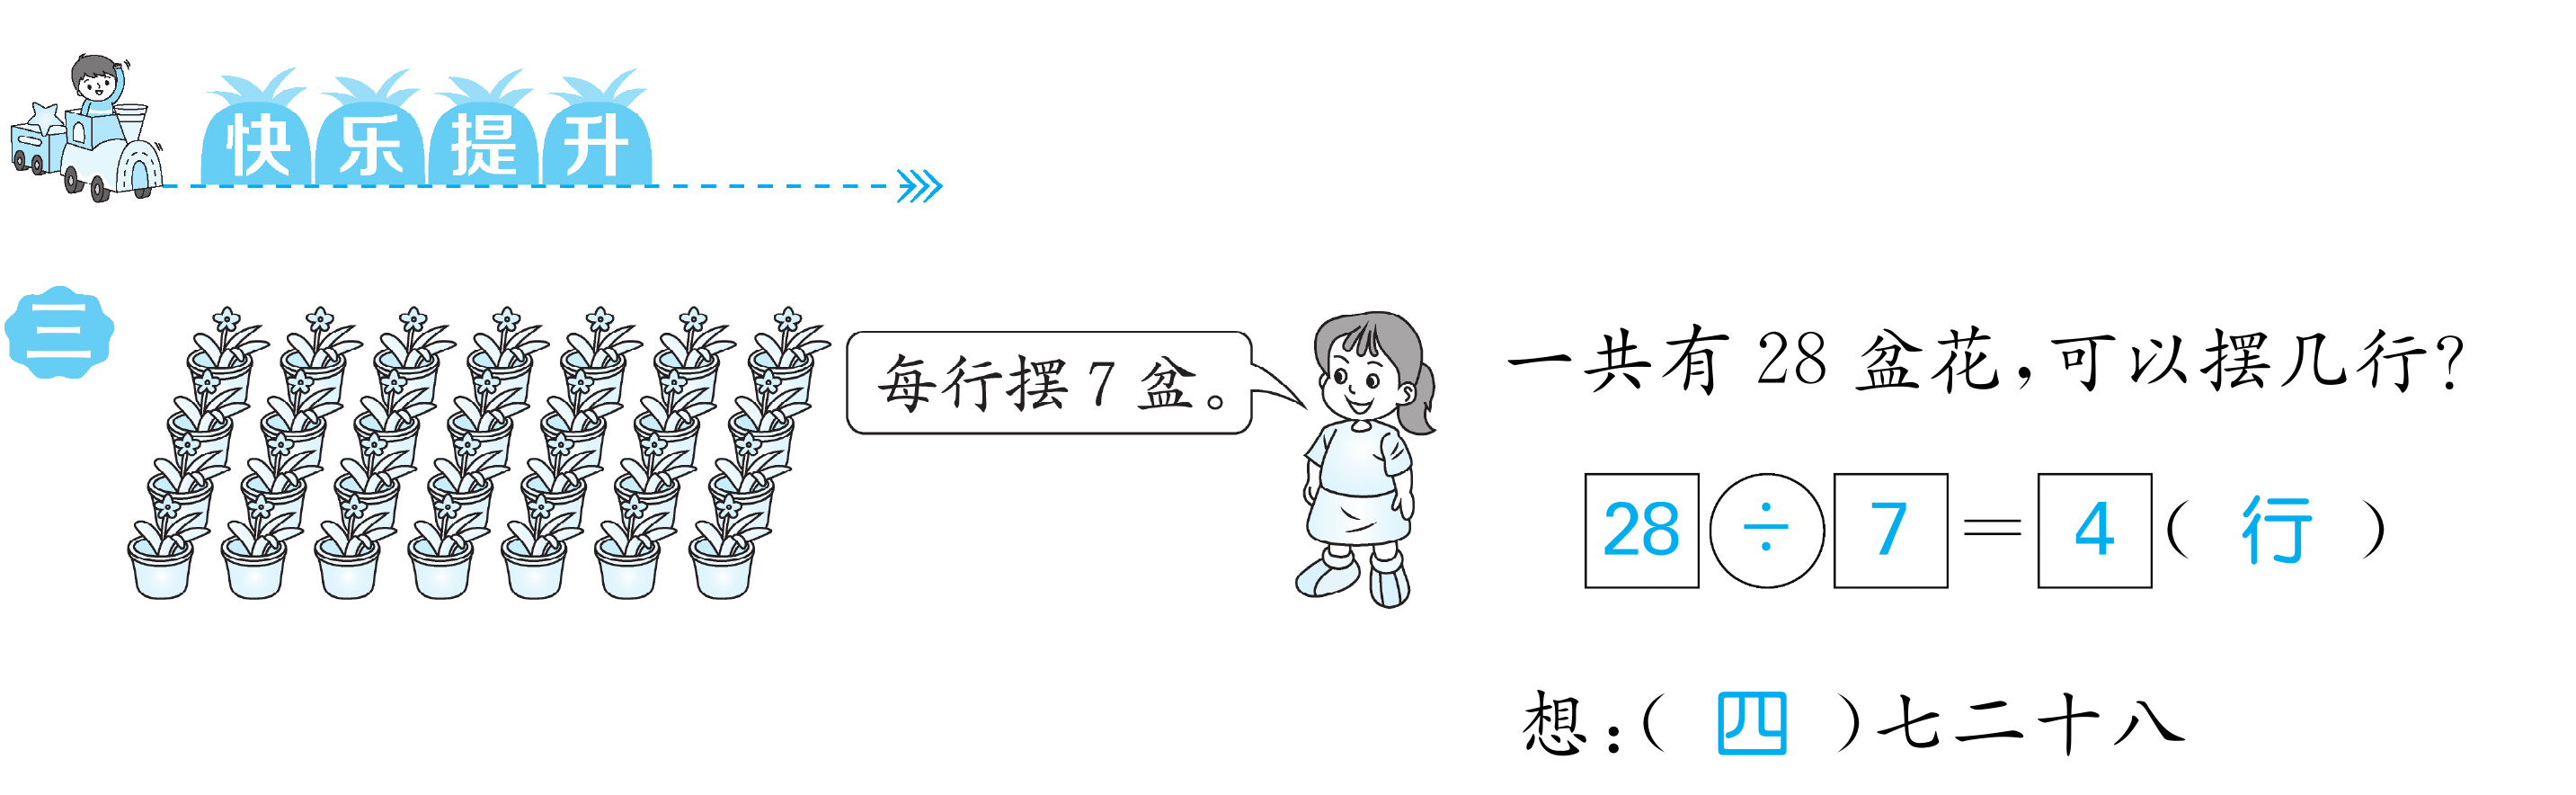 快乐提升
三
每行摆7盆。
一共有28盆花,可以摆几行?
28÷7=4(行)
想:(四)七二十八